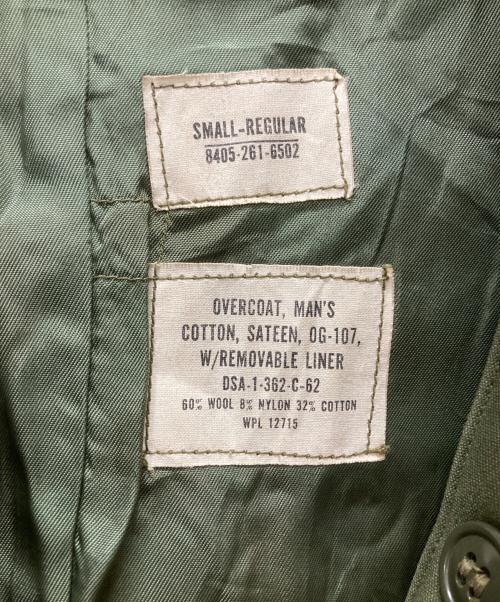 SMALL-REGULAR
8405-261-6502
OVERCOAT, MAN'S
COTTON, SATEEN, OG-107,
W/REMOVABLE LINER
DSA-1-362-C-62
60% WOOL 8% NYLON 32% COTTON
WPL 12715